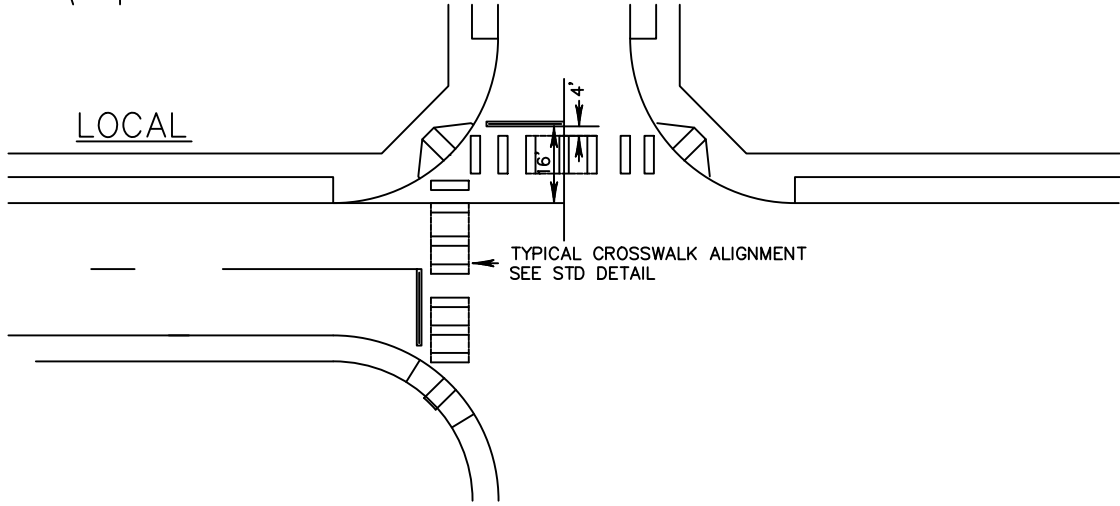 LOCAL
4'
16'
TYPICAL CROSSWALK ALIGNMENT
SEE STD DETAIL